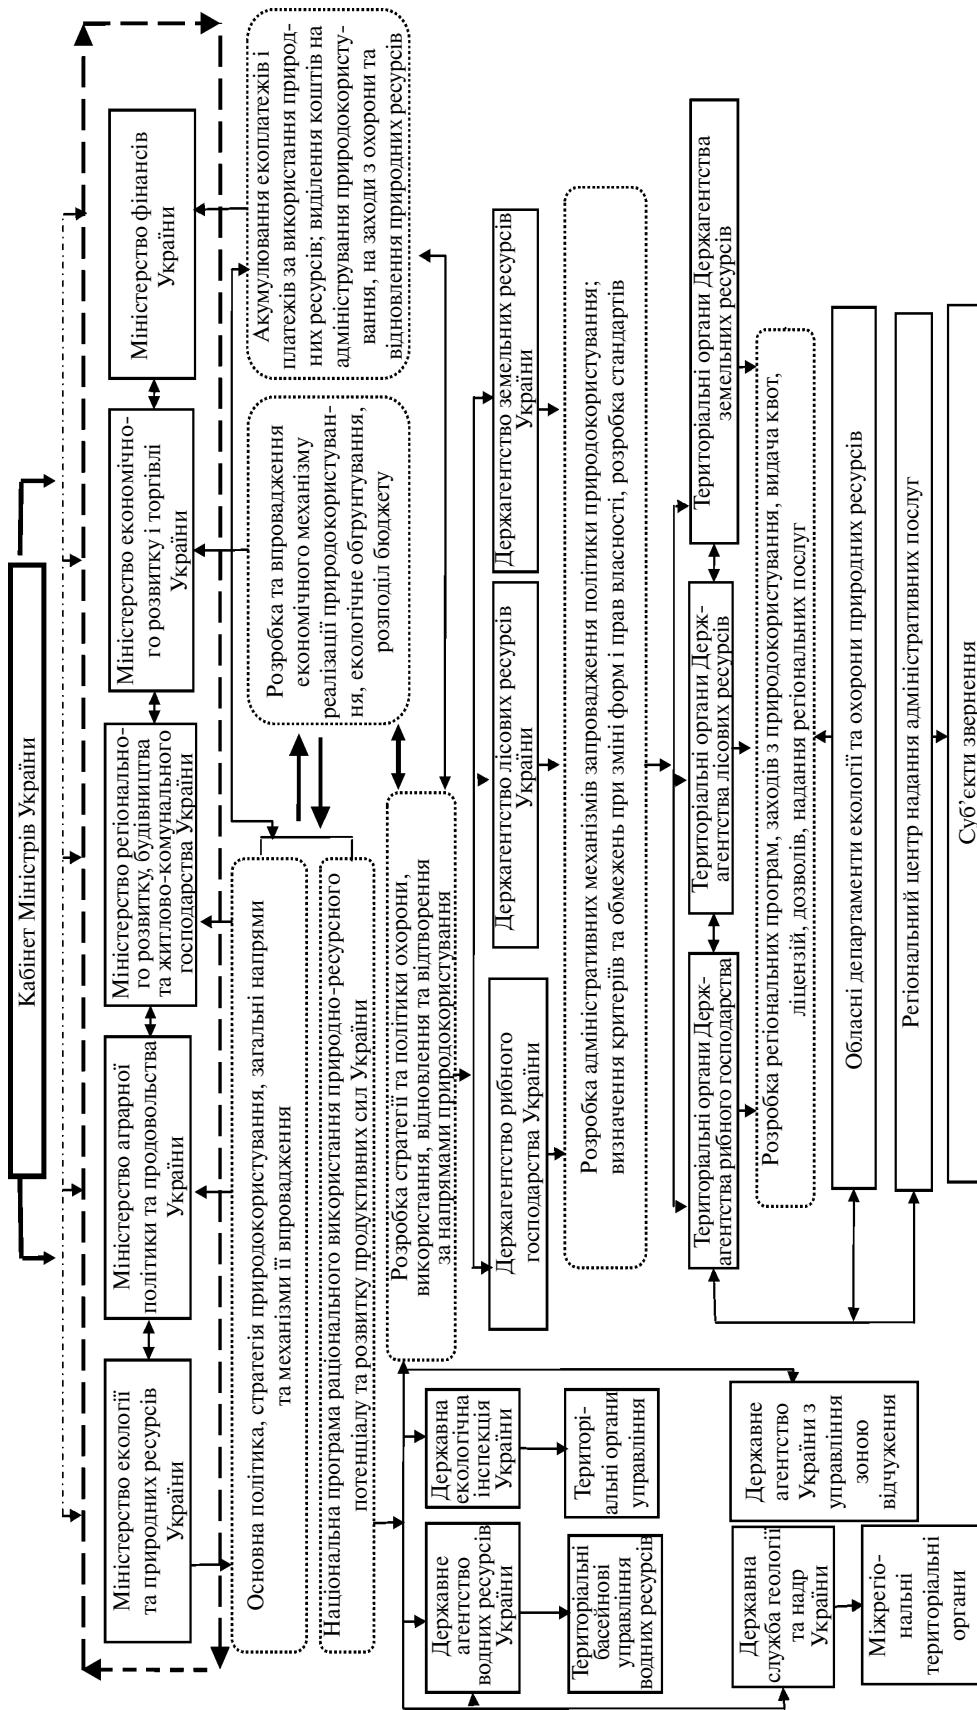 Кабінет Міністрів України
Міністерство екології
та природних ресурсів
України
Міністерство аграрної
політики та продовольства
України
Міністерство регіонально-
го розвитку, будівництва
та житлово-комунального
господарства України
Міністерство економічно-
го розвитку і торгівлі
України
Міністерство фінансів
України
Основна політика, стратегія природокористування, загальні напрями
та механізми її впровадження
Національна програма раціонального використання природно-ресурсного
потенціалу та розвитку продуктивних сил України
Розробка та впровадження
економічного механізму
реалізації природокористуван-
ня, екологічне обгрунтування,
розподіл бюджету
Акумулювання екоплатежів і
платежів за використання природ-
них ресурсів; виділення коштів на
адміністрування природокористу-
вання, на заходи з охорони та
відновлення природних ресурсів
Розробка стратегії та політики охорони,
використання, відновлення та відтворення
за напрямами природокористування
Державне
агентство
водних ресурсів
України
Державна
екологічна
інспекція
України
Держагентство рибного
господарства України
Держагентство лісових ресурсів
України
Держагентство земельних ресурсів
України
Територіальні
басейнові
управління
водних ресурсів
Територі-
альні органи
управління
Розробка адміністративних механізмів запровадження політики природокористування;
визначення критеріїв та обмежень при зміні форм і прав власності, розробка стандартів
Територіальні органи Держ-
агентства рибного господарства
Територіальні органи Держ-
агентства лісових ресурсів
Територіальні органи Держагентства
земельних ресурсів
Державна
служба геології
та надр
України
Державне
агентство
України з
управління
зоною
відчуження
Розробка регіональних програм, заходів з природокористування, видача квот,
ліцензій, дозволів, надання регіональних послуг
Міжрегіо-
нальні
територіальні
органи
Обласні департаменти екології та охорони природних ресурсів
Регіональний центр надання адміністративних послуг
Суб’єкти звернення